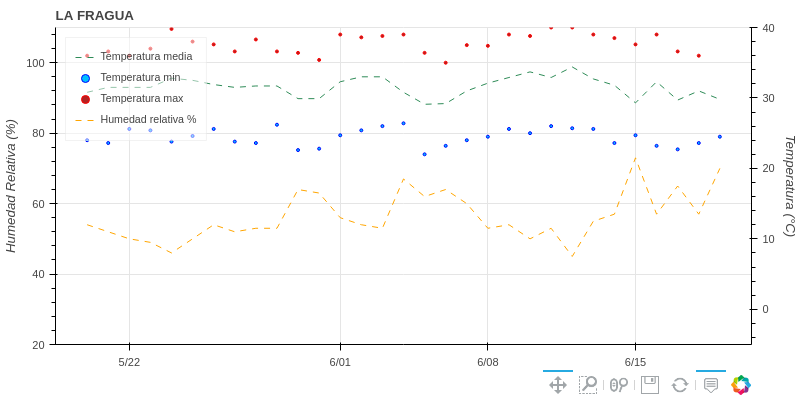 LA FRAGUA
Temperatura media
Temperatura min
Temperatura max
Humedad relativa %
Humedad Relativa (%)
100
80
60
40
20
Temperatura (°C)
40
30
20
10
0
5/22
6/01
6/08
6/15